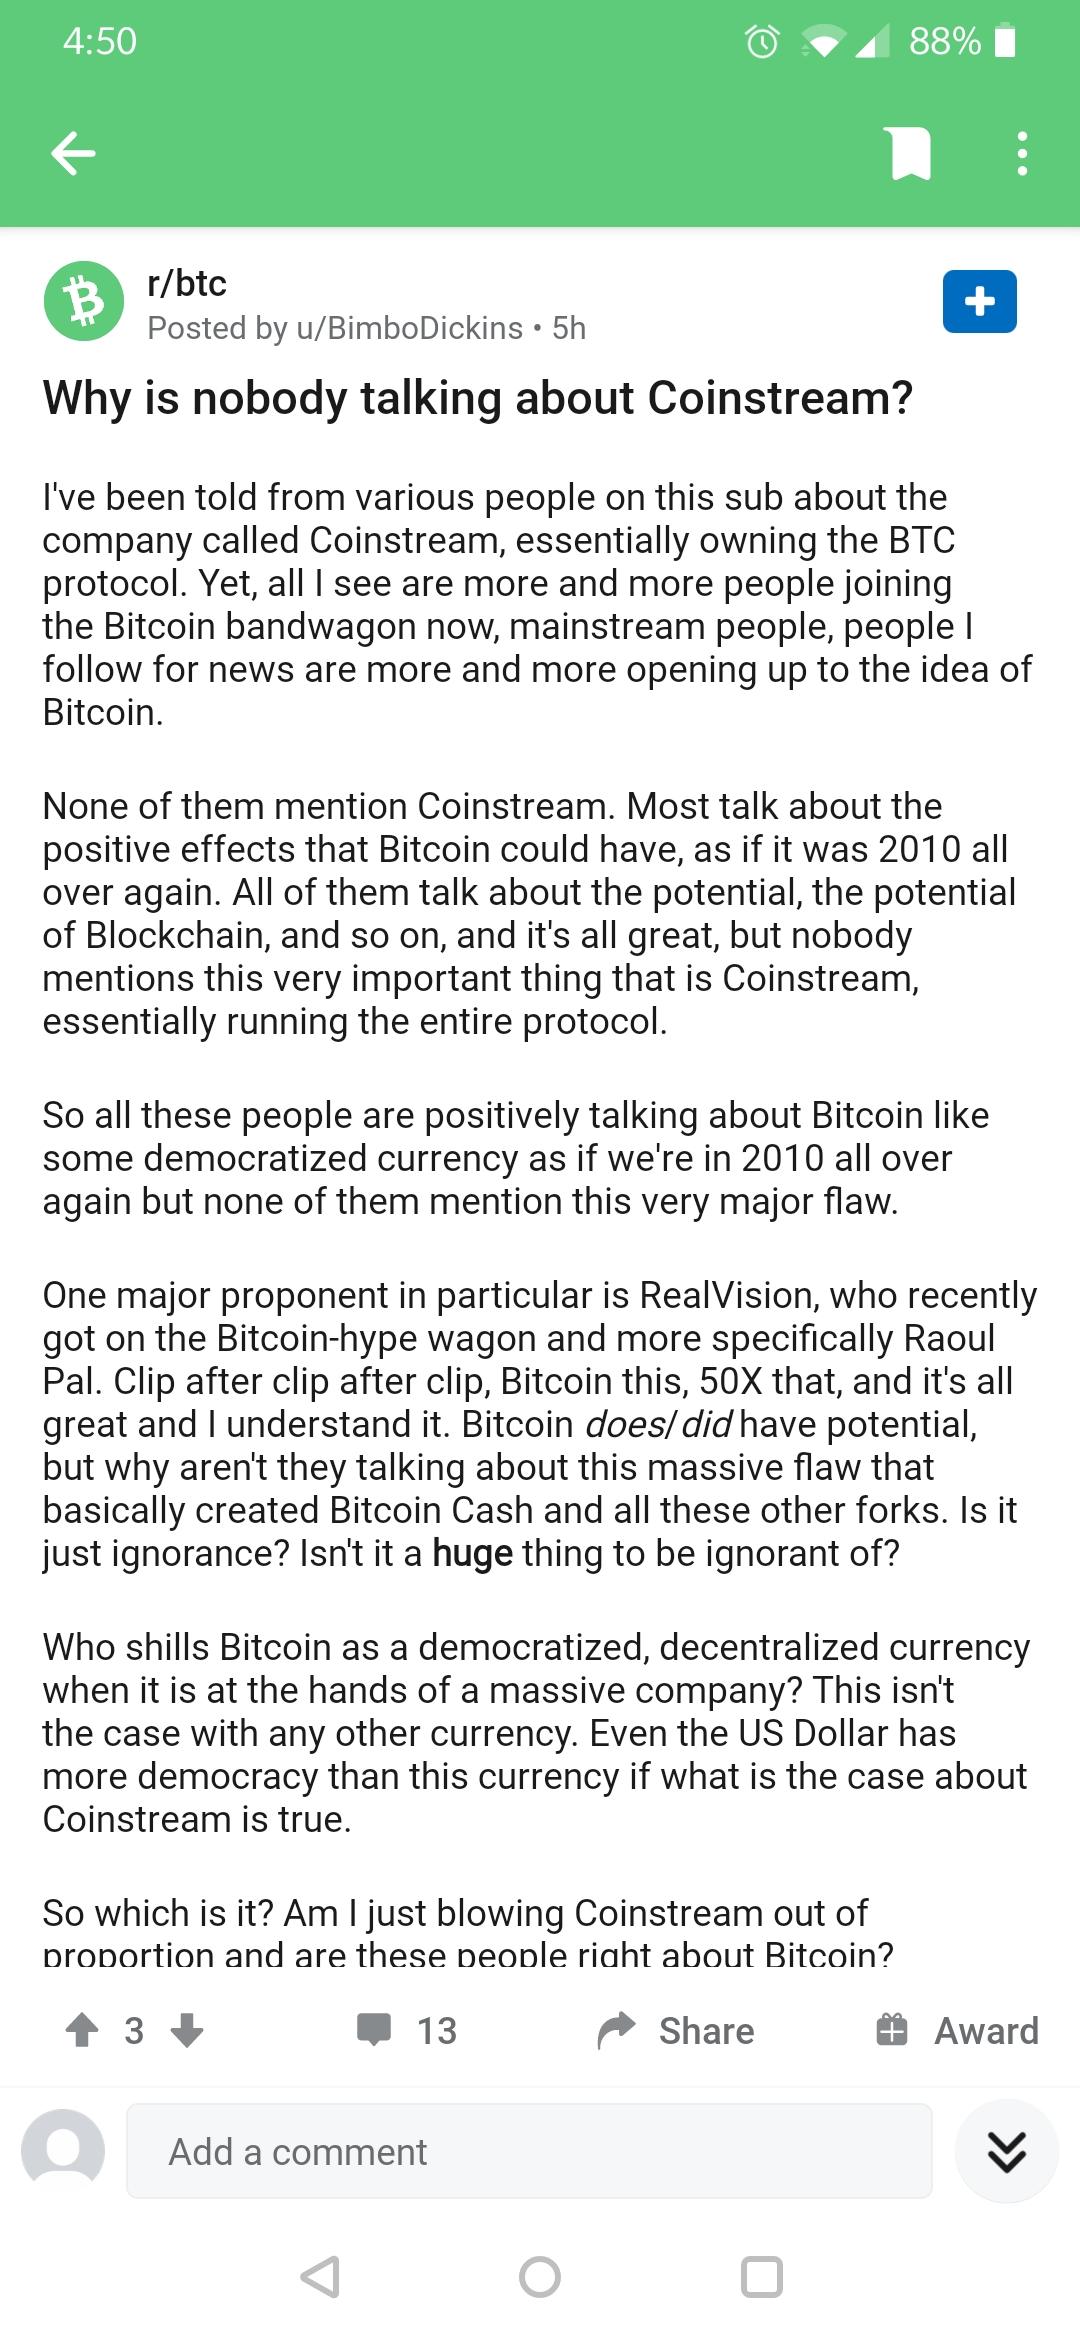 4:50
88%
r/btc
Posted by u/BimboDickins • 5h
Why is nobody talking about Coinstream?
I've been told from various people on this sub about the
company called Coinstream, essentially owning the BTC
protocol. Yet, all I see are more and more people joining
the Bitcoin bandwagon now, mainstream people, people I
follow for news are more and more opening up to the idea of
Bitcoin.
None of them mention Coinstream. Most talk about the
positive effects that Bitcoin could have, as if it was 2010 all
over again. All of them talk about the potential, the potential
of Blockchain, and so on, and it's all great, but nobody
mentions this very important thing that is Coinstream,
essentially running the entire protocol.
So all these people are positively talking about Bitcoin like
some democratized currency as if we're in 2010 all over
again but none of them mention this very major flaw.
One major proponent in particular is RealVision, who recently
got on the Bitcoin-hype wagon and more specifically Raoul
Pal. Clip after clip after clip, Bitcoin this, 50X that, and it's all
great and I understand it. Bitcoin does/did have potential,
but why aren't they talking about this massive flaw that
basically created Bitcoin Cash and all these other forks. Is it
just ignorance? Isn't it a huge thing to be ignorant of?
Who shills Bitcoin as a democratized, decentralized currency
when it is at the hands of a massive company? This isn't
the case with any other currency. Even the US Dollar has
more democracy than this currency if what is the case about
Coinstream is true.
So which is it? Am I just blowing Coinstream out of
proportion and are these people right about Bitcoin?
3
13
Share
Award
Add a comment